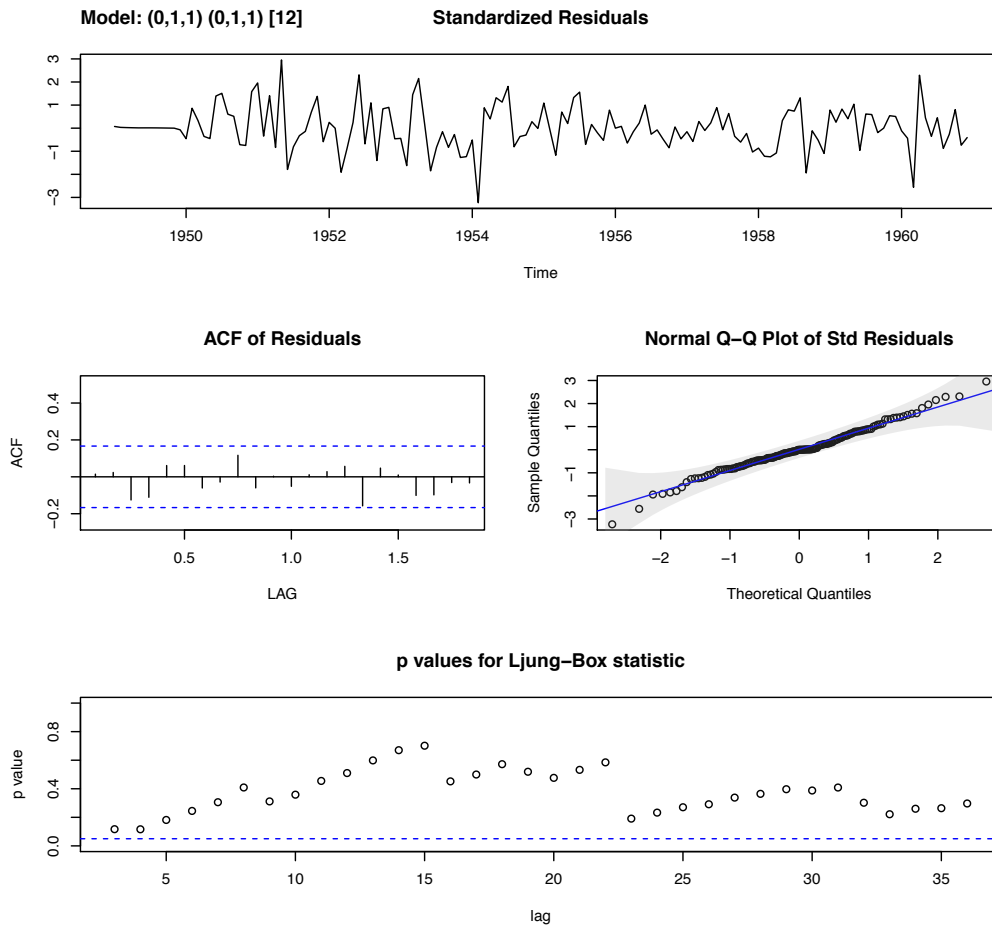 Model: (0,1,1) (0,1,1) [12] Standardized Residuals
3
1
−1
−3
1950 1952 1954 1956 1958 1960
Time
ACF of Residuals
ACF
0.4
0.2
−0.2
0.5 1.0 1.5
LAG
Normal Q−Q Plot of Std Residuals
Sample Quantiles
3
1
−1
−3
−2 −1 0 1 2
Theoretical Quantiles
p values for Ljung−Box statistic
p value
0.8
0.4
0.0
5 10 15 20 25 30 35
lag